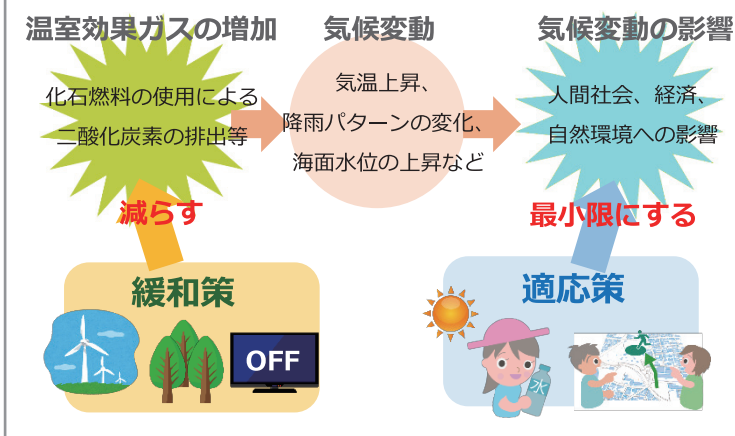 温室効果ガスの増加
化石燃料の使用による
二酸化炭素の排出等
気候変動
気温上昇、
降雨パターンの変化、
海面水位の上昇など
気候変動の影響
人間社会、経済、
自然環境への影響
減らす
最小限にする
緩和策
OFF
適応策
水